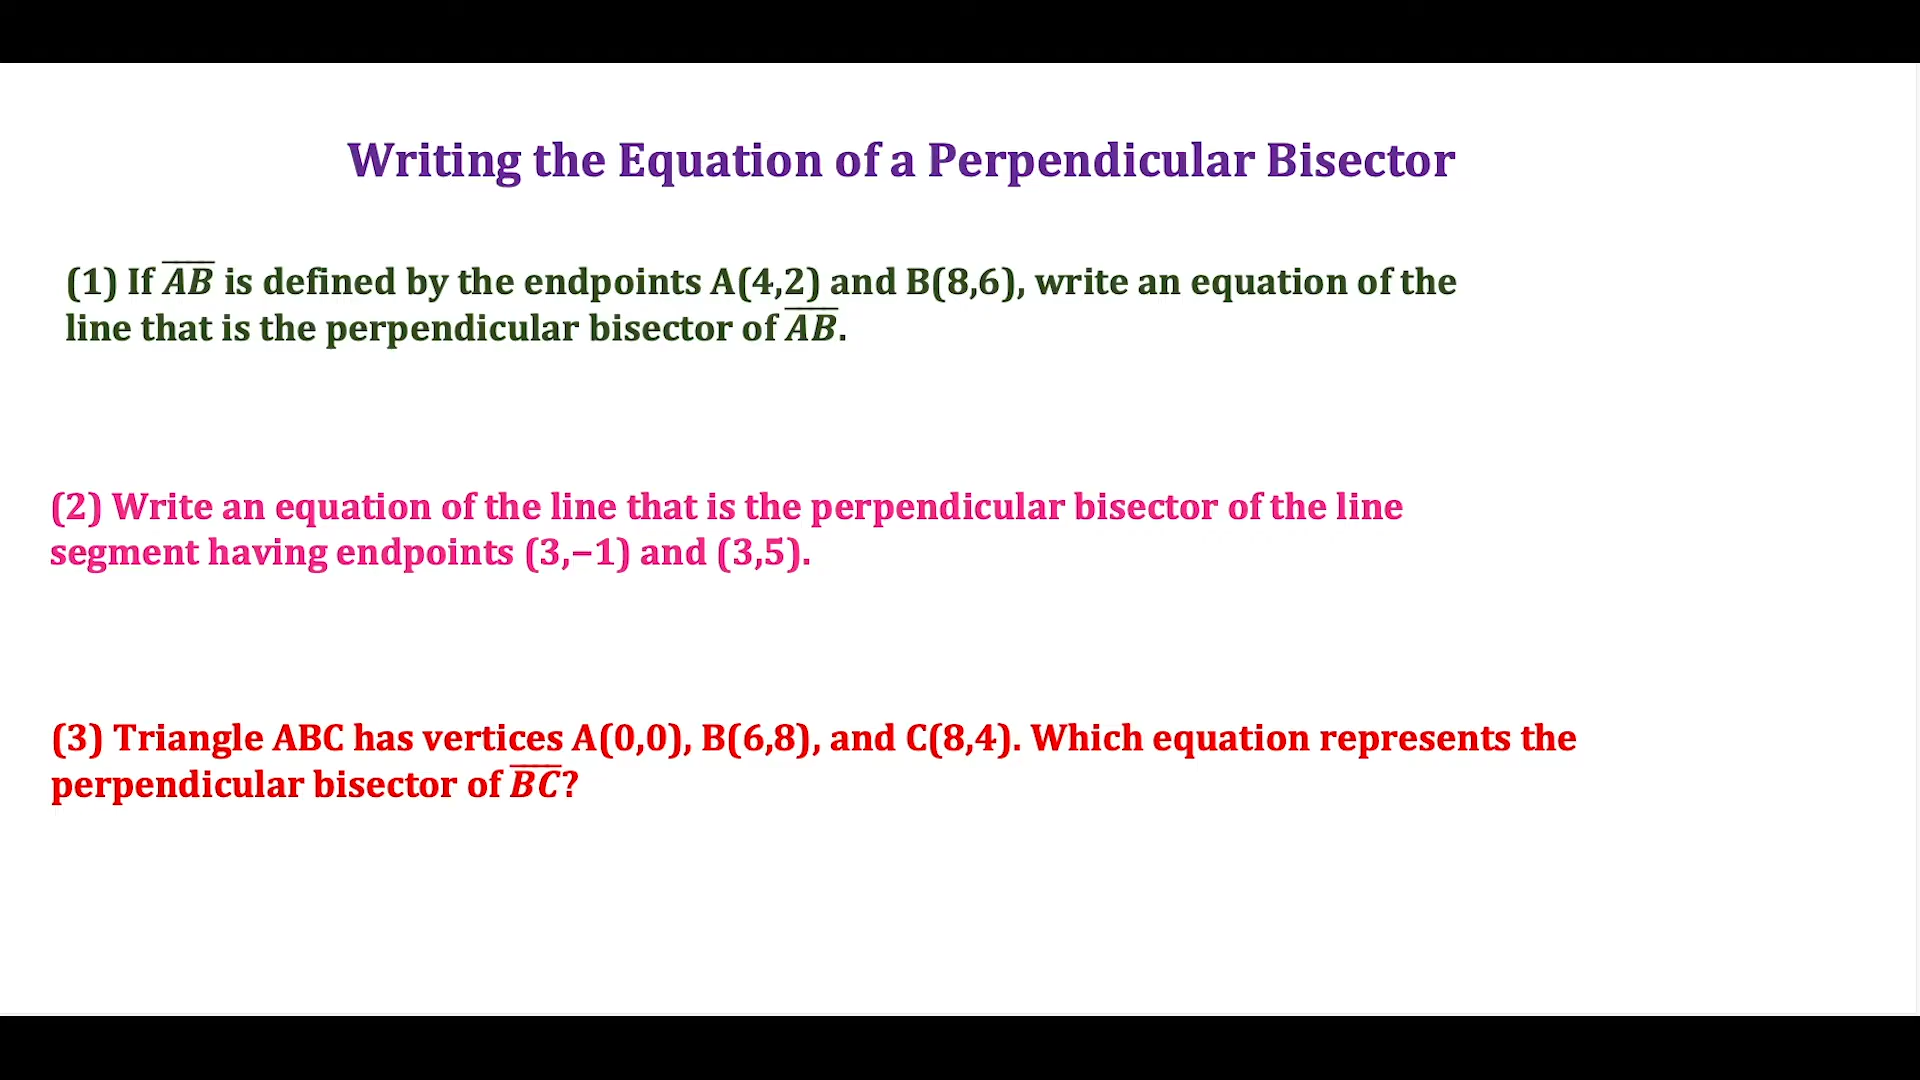 Writing the Equation of a Perpendicular Bisector
(1) If A̅B̅ is defined by the endpoints A(4,2) and B(8,6), write an equation of the
line that is the perpendicular bisector of A̅B̅.
(2) Write an equation of the line that is the perpendicular bisector of the line
segment having endpoints (3,−1) and (3,5).
(3) Triangle ABC has vertices A(0,0), B(6,8), and C(8,4). Which equation represents the
perpendicular bisector of B̅C̅?